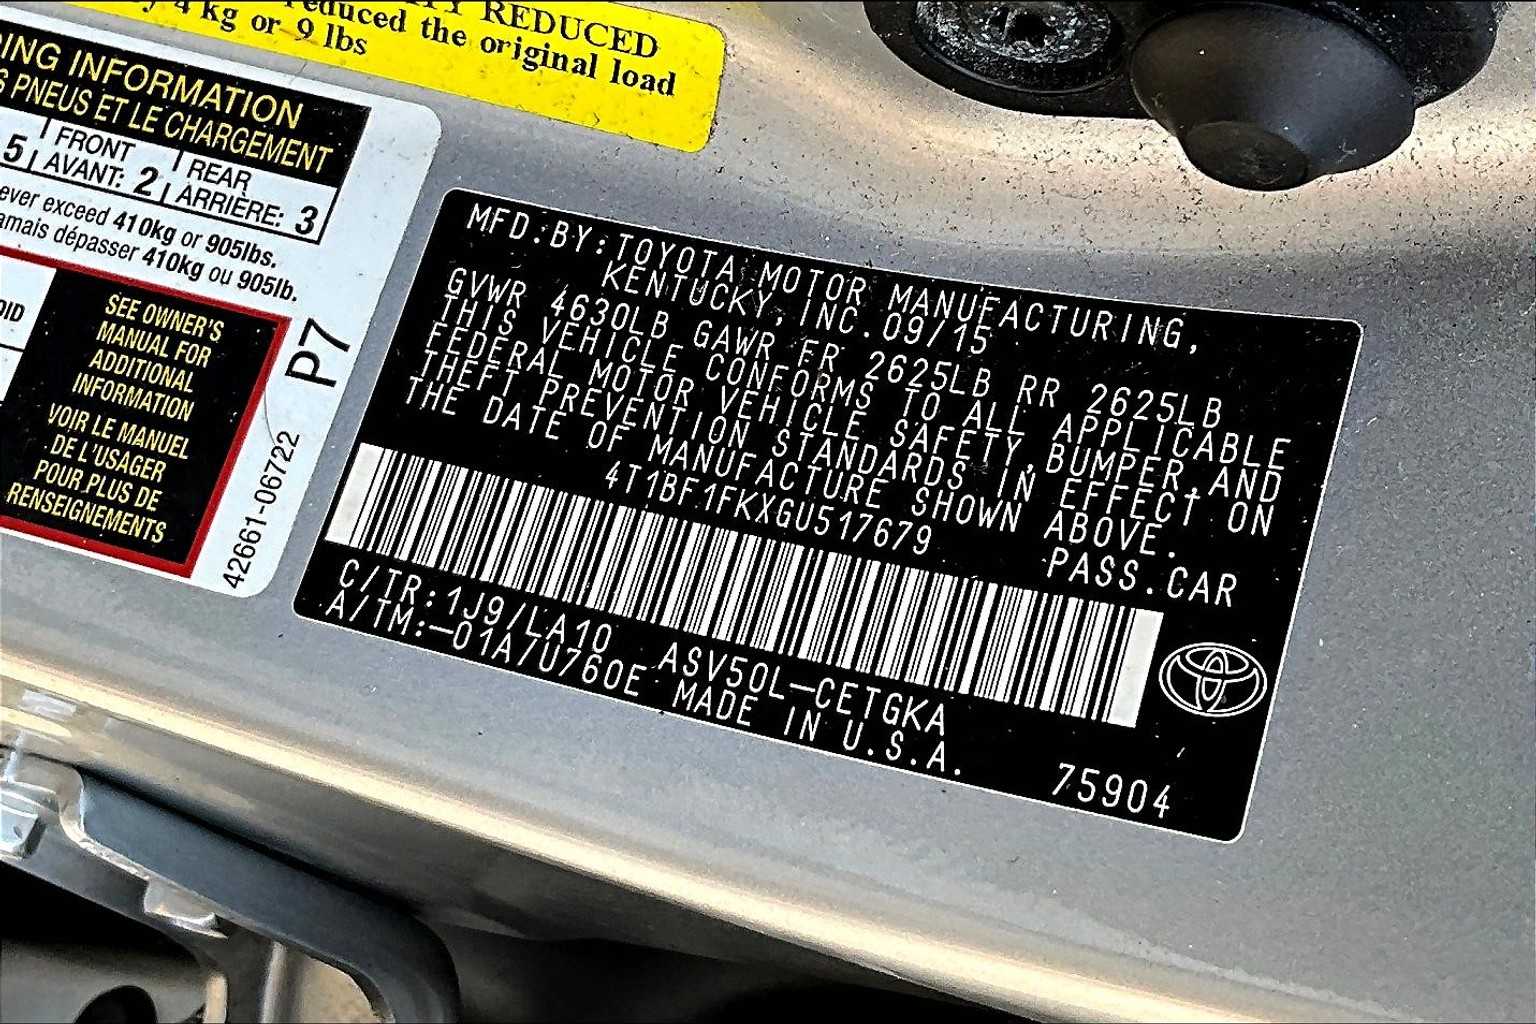 REDUCED
4 kg or 9 lbs
reduced the original load
INFORMATION
PNEUS ET LE CHARGEMENT
5 FRONT AVANT: 2 REAR ARRIÈRE: 3
exceed 410kg or 905lbs.
dépasser 410kg ou 905lb.
SEE OWNER'S
MANUAL FOR
ADDITIONAL
INFORMATION
VOIR LE MANUEL
DE L'USAGER
POUR PLUS DE
RENSEIGNEMENTS
P7
42661-06722
MFD.BY:TOYOTA MOTOR MANUFACTURING,
KENTUCKY, INC.09/15
GVWR 4630LB GAWR FR 2625LB RR 2625LB
THIS VEHICLE CONFORMS TO ALL APPLICABLE
FEDERAL MOTOR VEHICLE SAFETY,BUMPER,AND
THEFT PREVENTION STANDARDS IN EFFECT ON
THE DATE OF MANUFACTURE SHOWN ABOVE.
4T1BF1FKXGU517679 PASS.CAR
C/TR:1J9/LA10 ASV50L-CETGKA
A/TM:-01A/U760E MADE IN U.S.A.
75904